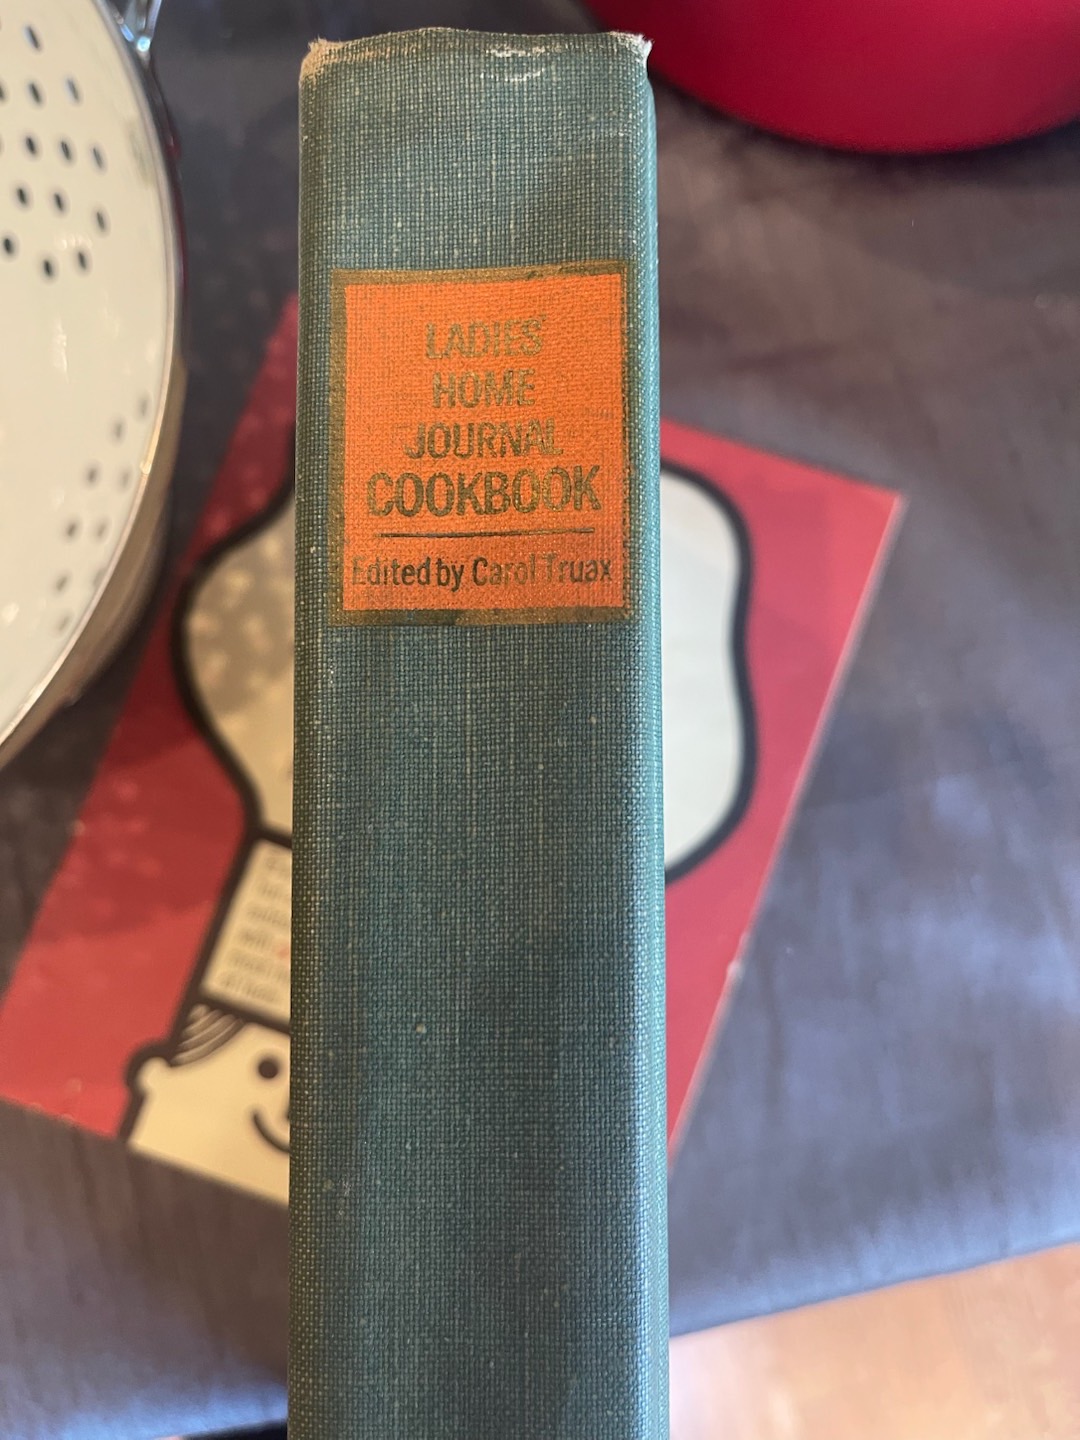 LADIES'
HOME
JOURNAL
COOKBOOK
Edited by Carol Truax